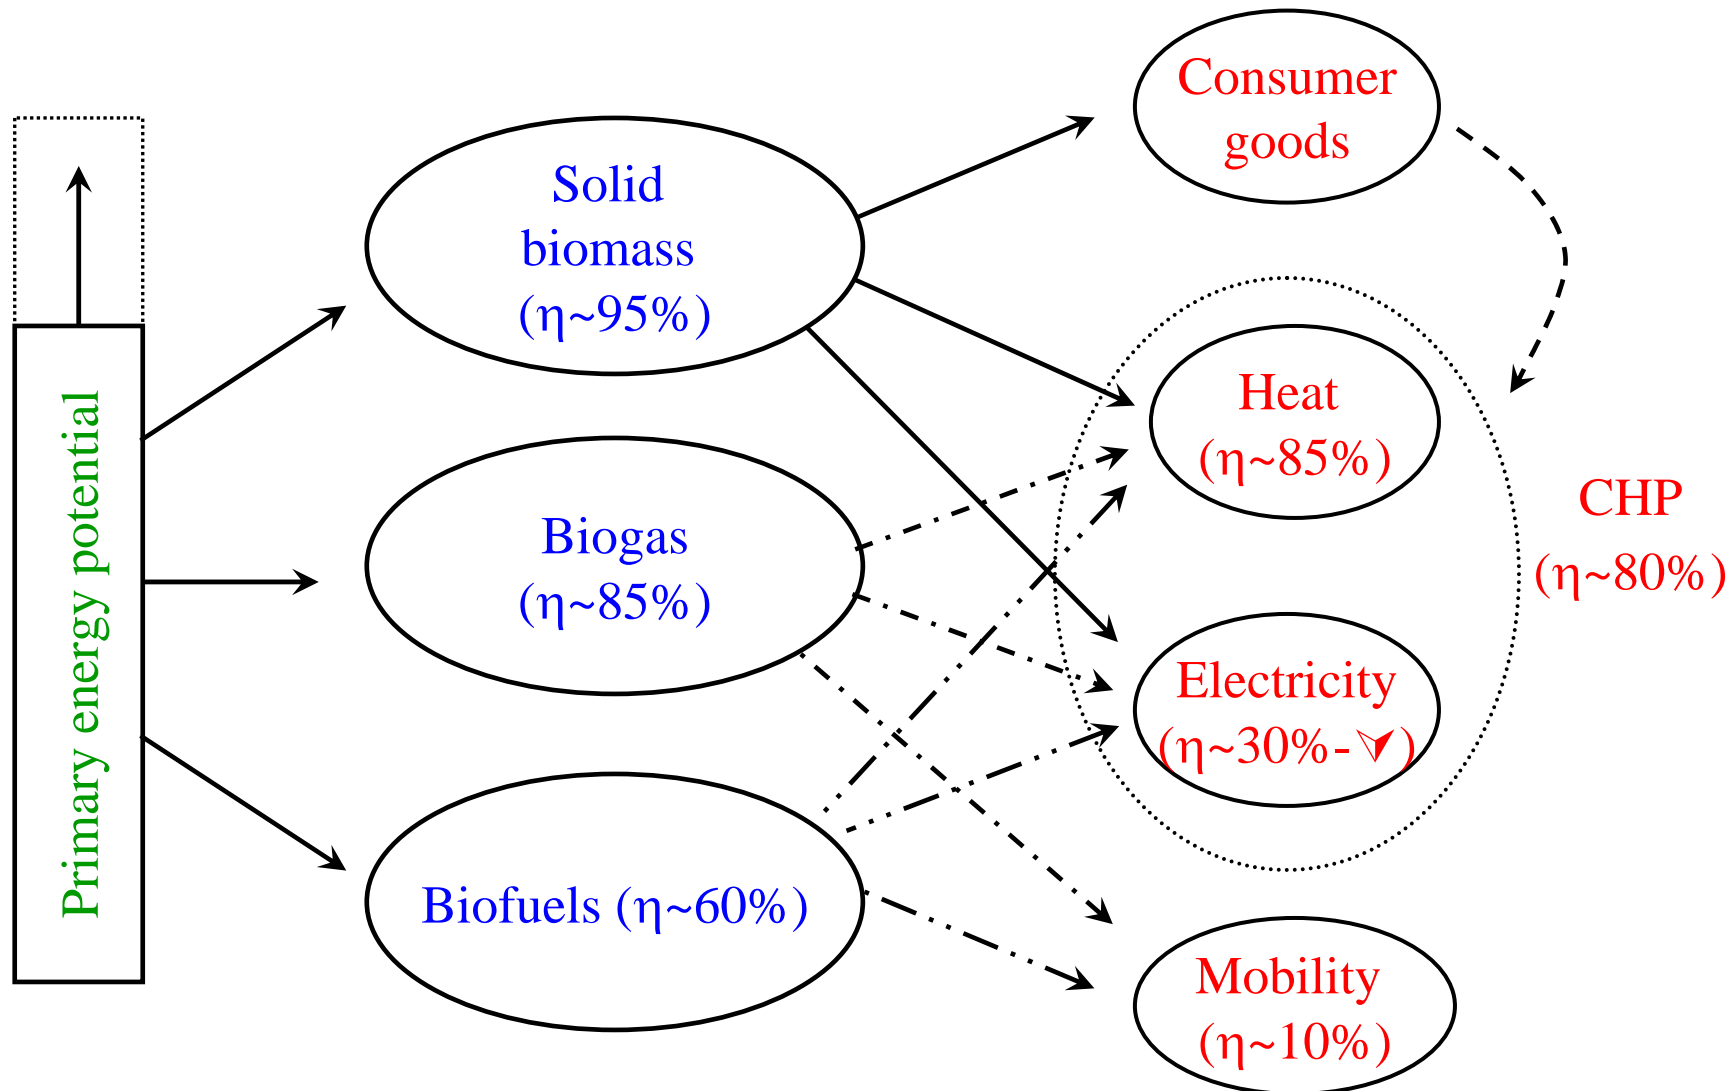 Primary energy potential
Solid
biomass
(η~95%)
Biogas
(η~85%)
Biofuels (η~60%)
Consumer
goods
Heat
(η~85%)
Electricity
(η~30%-⮛)
Mobility
(η~10%)
CHP
(η~80%)